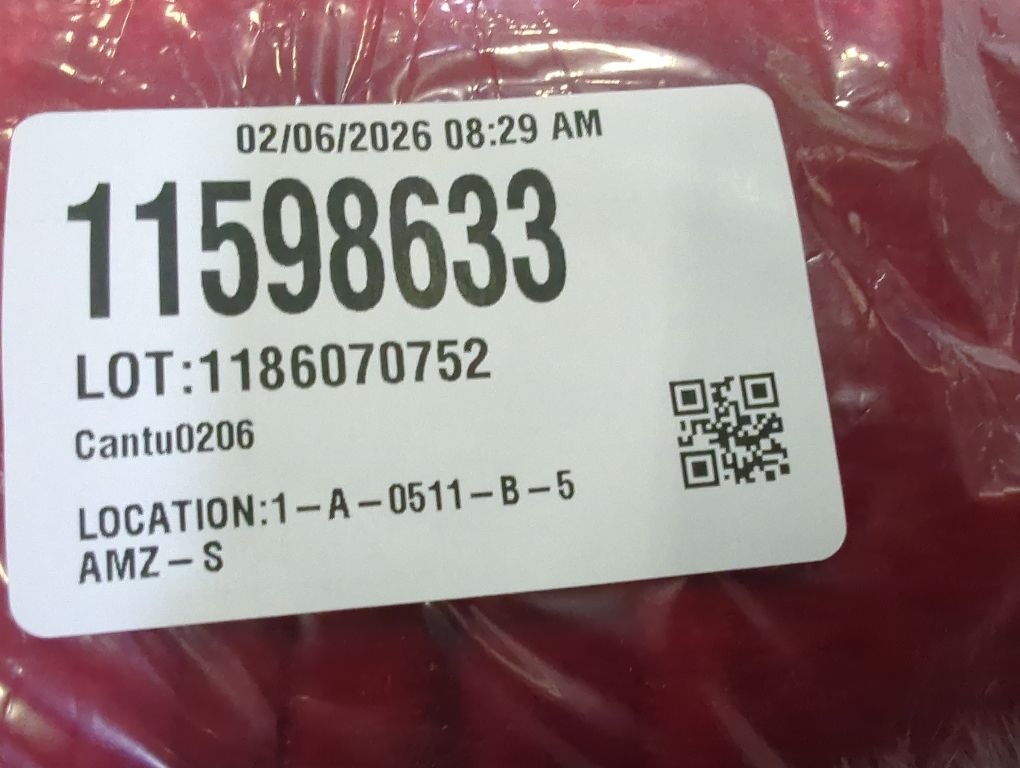 02/06/2026 08:29 AM
11598633
LOT:1186070752
Cantu0206
LOCATION:1-A-0511-B-5
AMZ-S